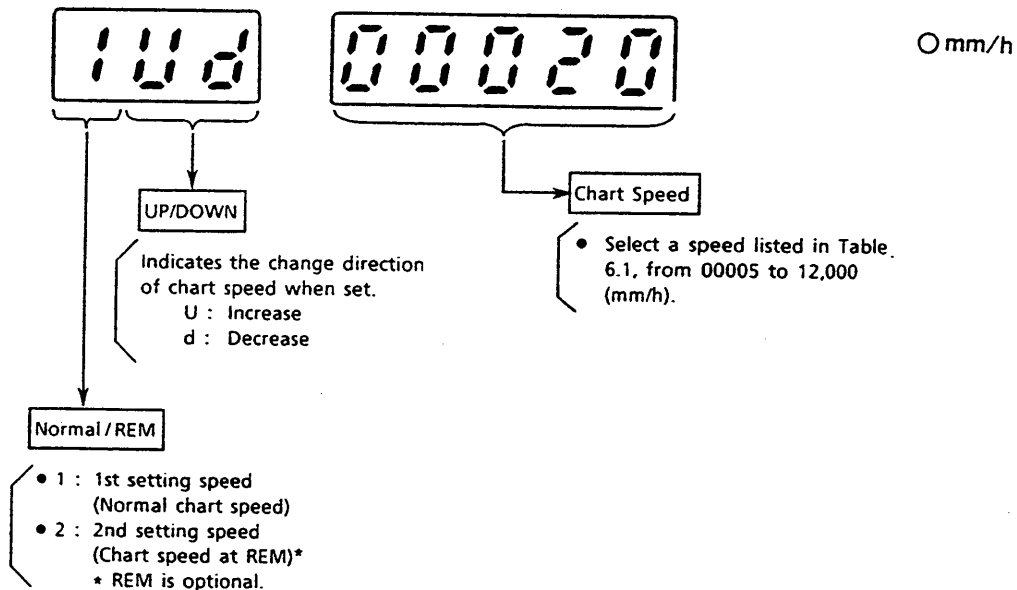 1Ud 00020 ○ mm/h
Chart Speed
UP/DOWN
● Select a speed listed in Table
6.1, from 00005 to 12,000
(mm/h).
Indicates the change direction
of chart speed when set.
U : Increase
d : Decrease
Normal / REM
● 1 : 1st setting speed
(Normal chart speed)
● 2 : 2nd setting speed
(Chart speed at REM)*
* REM is optional.